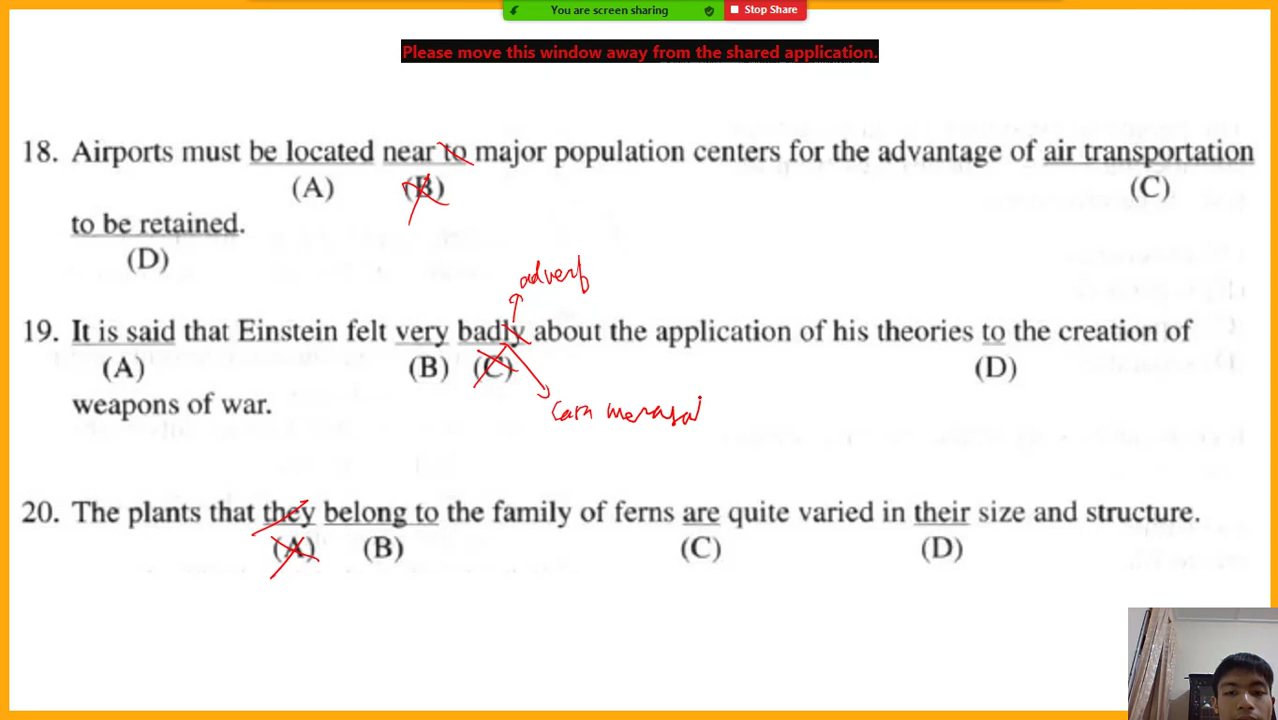 You are screen sharing
Stop Share
Please move this window away from the shared application.
18. Airports must be located near to major population centers for the advantage of air transportation
(A) (B) (C)
to be retained.
(D)
adverb
19. It is said that Einstein felt very badly about the application of his theories to the creation of
(A) (B) (C) (D)
weapons of war.
cara merasa
20. The plants that they belong to the family of ferns are quite varied in their size and structure.
(A) (B) (C) (D)